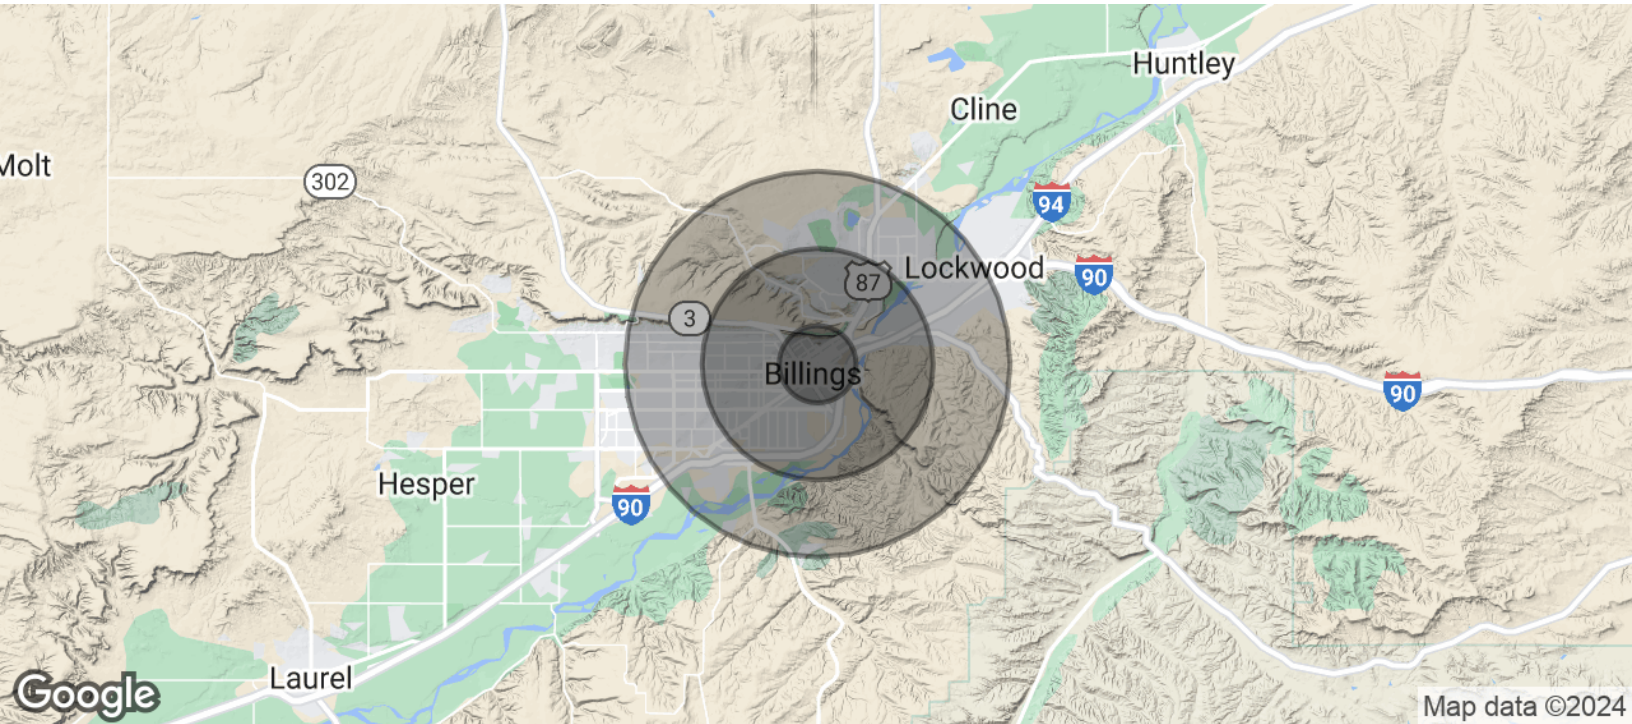 Huntley
Cline
Molt
302
94
Lockwood
90
87
3
Billings
90
Hesper
90
Laurel
Google
Map data ©2024